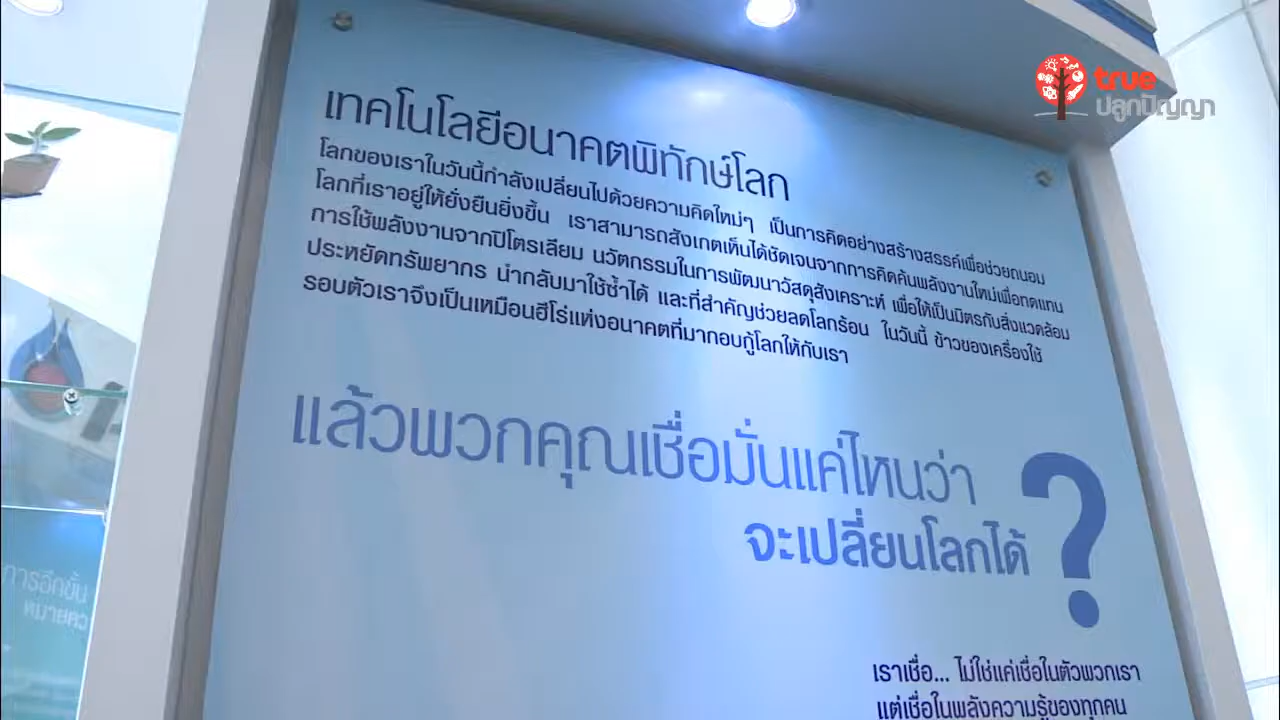 true
ปลูกปัญญา
เทคโนโลยีอนาคตพิทักษ์โลก
โลกของเราในวันนี้กำลังเปลี่ยนไปด้วยความคิดใหม่ๆ เป็นการคิดอย่างสร้างสรรค์เพื่อช่วยถนอม
โลกที่เราอยู่ให้ยั่งยืนยิ่งขึ้น เราสามารถสังเกตเห็นได้ชัดเจนจากการคิดค้นพลังงานใหม่เพื่อทดแทน
การใช้พลังงานจากปิโตรเลียม นวัตกรรมในการพัฒนาวัสดุสังเคราะห์ เพื่อให้เป็นมิตรกับสิ่งแวดล้อม
ประหยัดทรัพยากร นำกลับมาใช้ซ้ำได้ และที่สำคัญช่วยลดโลกร้อน ในวันนี้ ข้าวของเครื่องใช้
รอบตัวเราจึงเป็นเหมือนฮีโร่แห่งอนาคตที่มากอบกู้โลกให้กับเรา
แล้วพวกคุณเชื่อมั่นแค่ไหนว่า
จะเปลี่ยนโลกได้ ?
เราเชื่อ... ไม่ใช่แค่เชื่อในตัวพวกเรา
แต่เชื่อในพลังความรู้ของทุกคน
การอีกขั้น
หมายคว